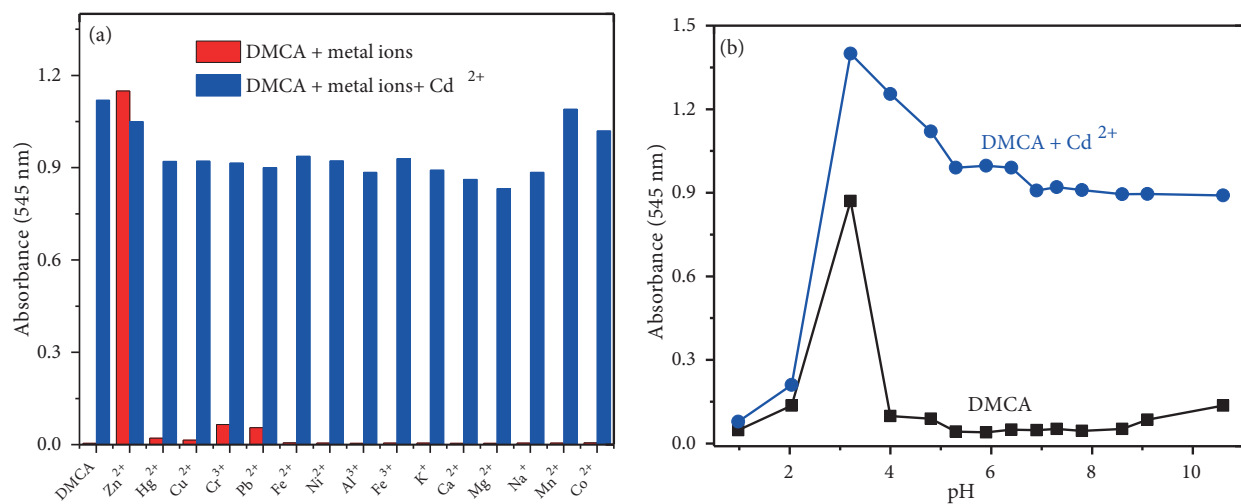 (a)
DMCA + metal ions
DMCA + metal ions+ Cd 2+
1.2
0.9
0.6
0.3
0.0
Absorbance (545 nm)
DMCA
Zn 2+
Hg 2+
Cu 2+
Cr 3+
Pb 2+
Fe 2+
Ni 2+
Al 3+
Fe 3+
K +
Ca 2+
Mg 2+
Na +
Mn 2+
Co 2+
(b)
1.5
1.5
0.9
0.6
0.3
0.0
Absorbance (545 nm)
DMCA + Cd 2+
DMCA
2
4
6
8
10
pH